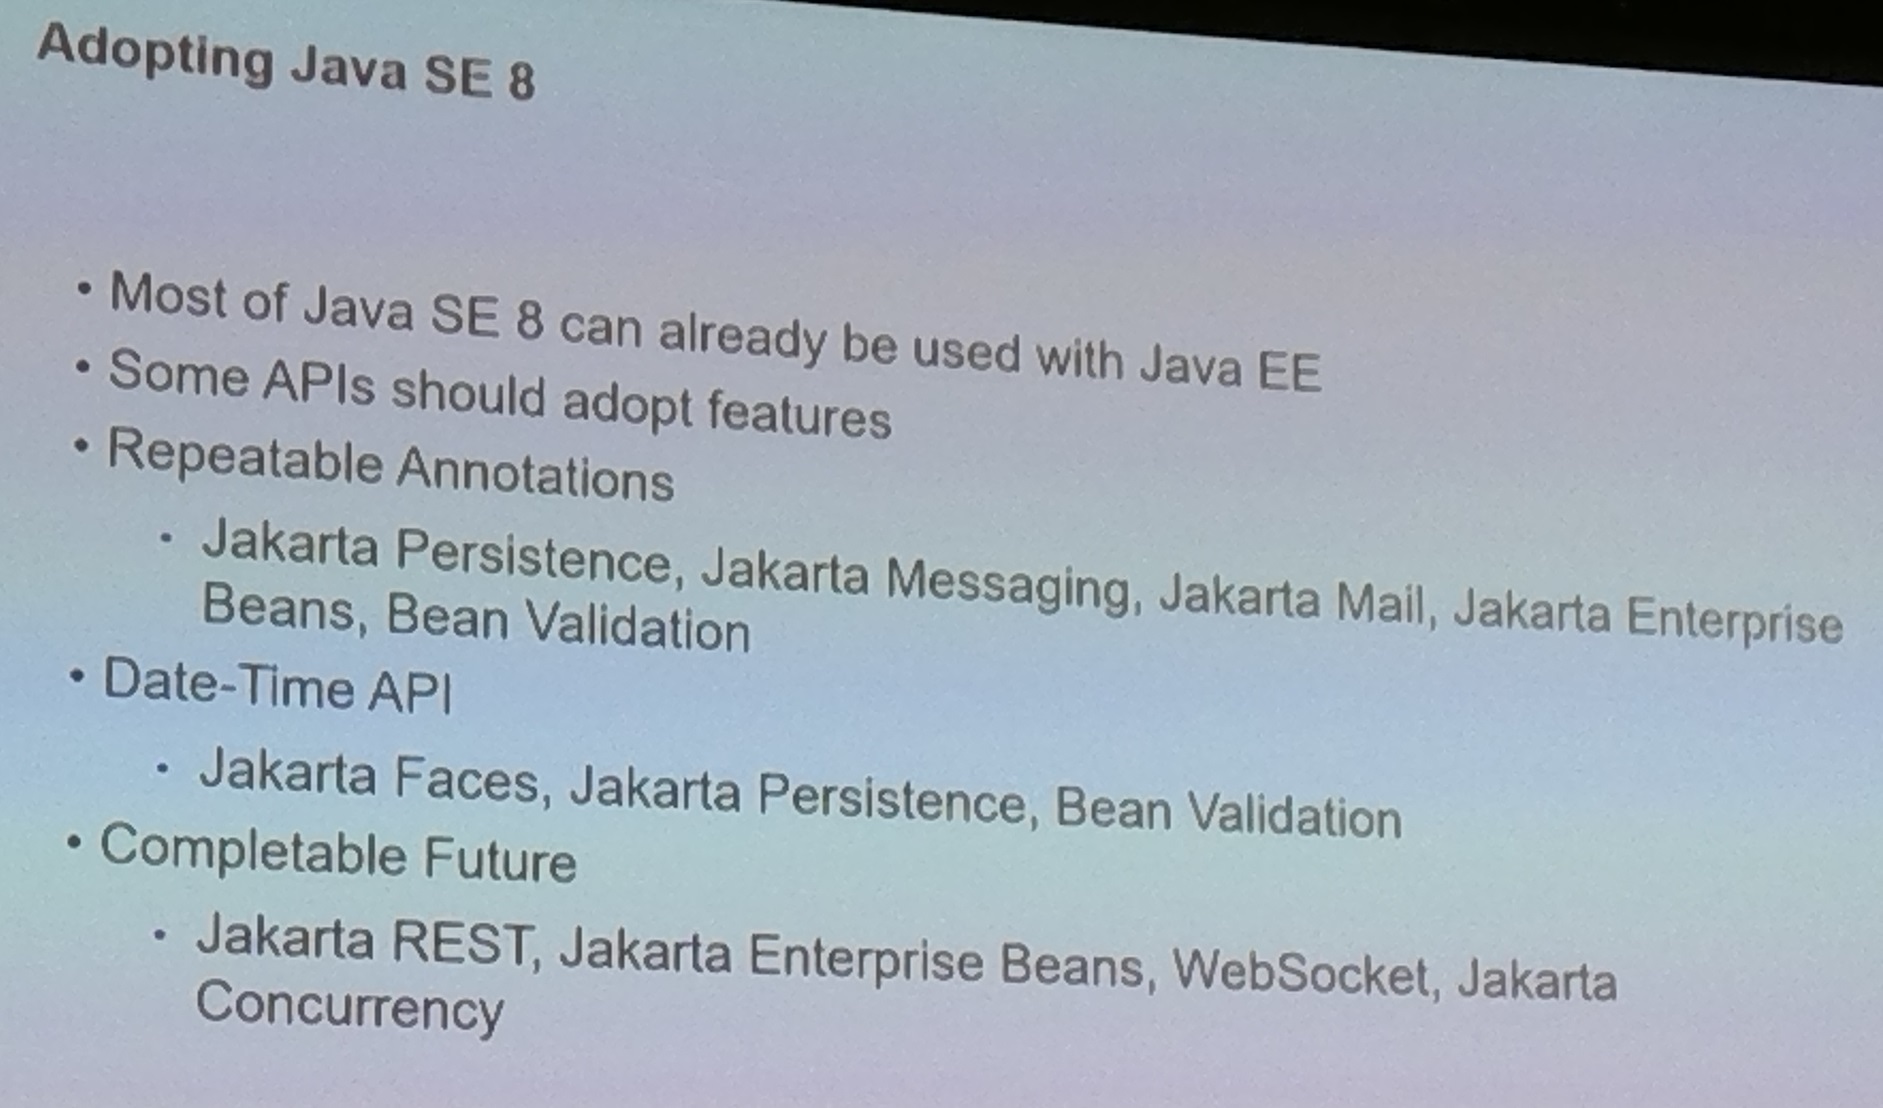 Adopting Java SE 8
• Most of Java SE 8 can already be used with Java EE
• Some APIs should adopt features
• Repeatable Annotations
• Jakarta Persistence, Jakarta Messaging, Jakarta Mail, Jakarta Enterprise
Beans, Bean Validation
• Date-Time API
• Jakarta Faces, Jakarta Persistence, Bean Validation
• Completable Future
• Jakarta REST, Jakarta Enterprise Beans, WebSocket, Jakarta
Concurrency